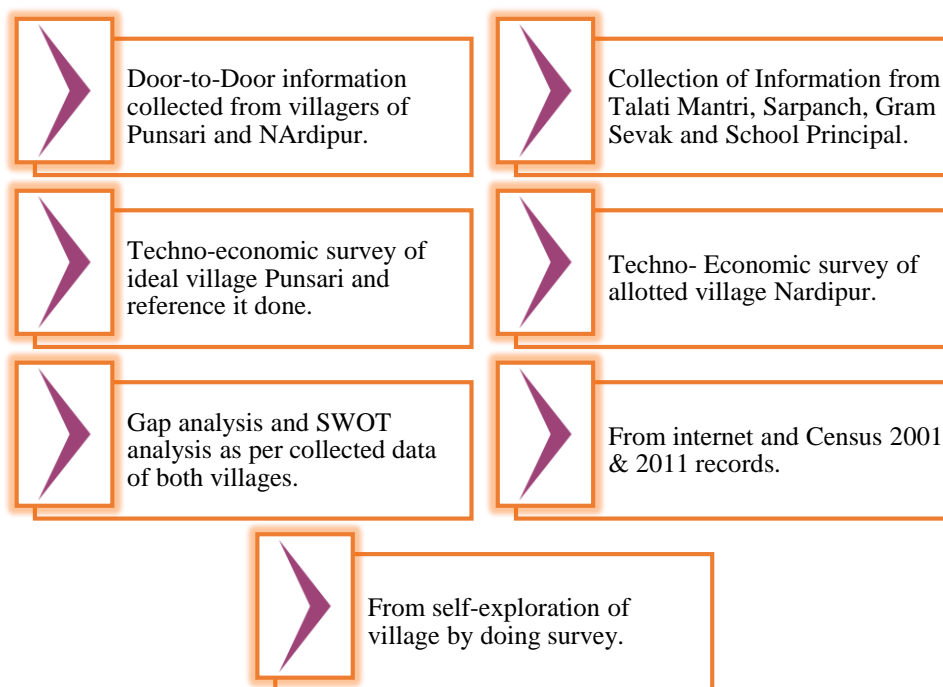 Door-to-Door information
collected from villagers of
Punsari and NArdipur.
Collection of Information from
Talati Mantri, Sarpanch, Gram
Sevak and School Principal.
Techno-economic survey of
ideal village Punsari and
reference it done.
Techno- Economic survey of
allotted village Nardipur.
Gap analysis and SWOT
analysis as per collected data
of both villages.
From internet and Census 2001
& 2011 records.
From self-exploration of
village by doing survey.